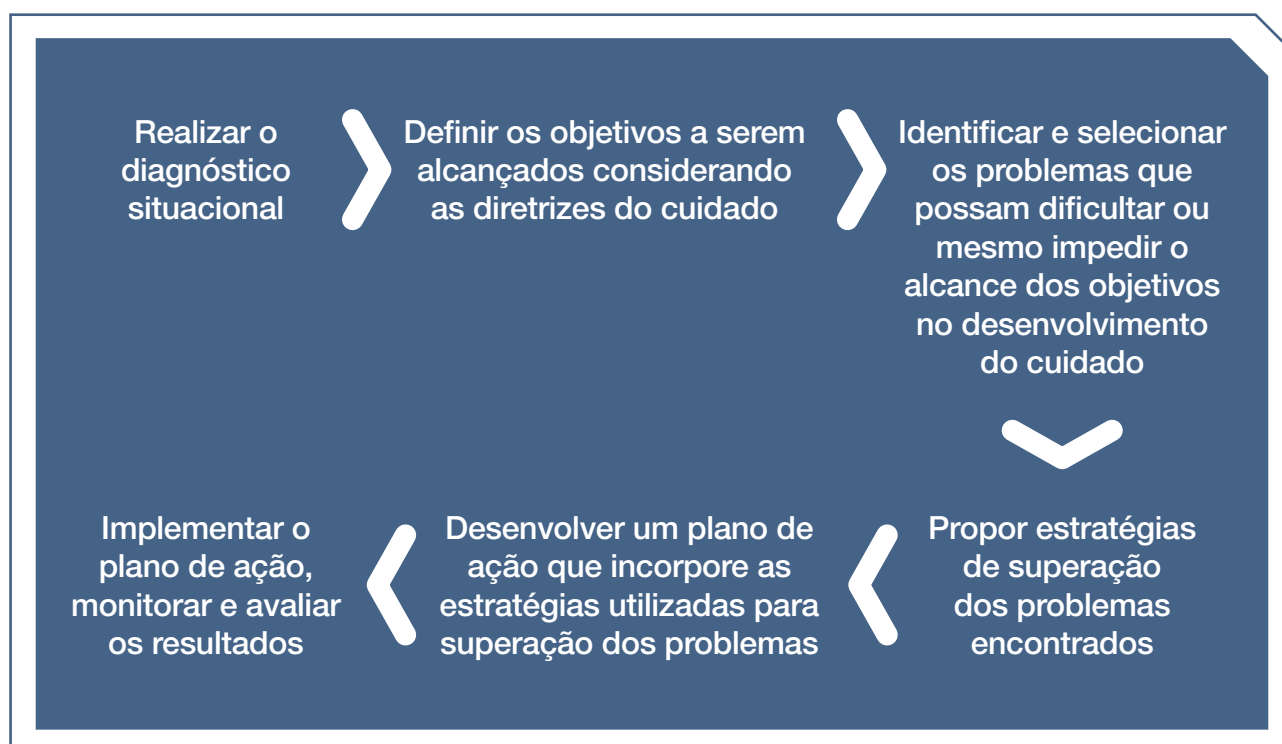 Realizar o
diagnóstico
situacional
Definir os objetivos a serem
alcançados considerando
as diretrizes do cuidado
Identificar e selecionar
os problemas que
possam dificultar ou
mesmo impedir o
alcance dos objetivos
no desenvolvimento
do cuidado
Propor estratégias
de superação
dos problemas
encontrados
Desenvolver um plano de
ação que incorpore as
estratégias utilizadas para
superação dos problemas
Implementar o
plano de ação,
monitorar e avaliar
os resultados